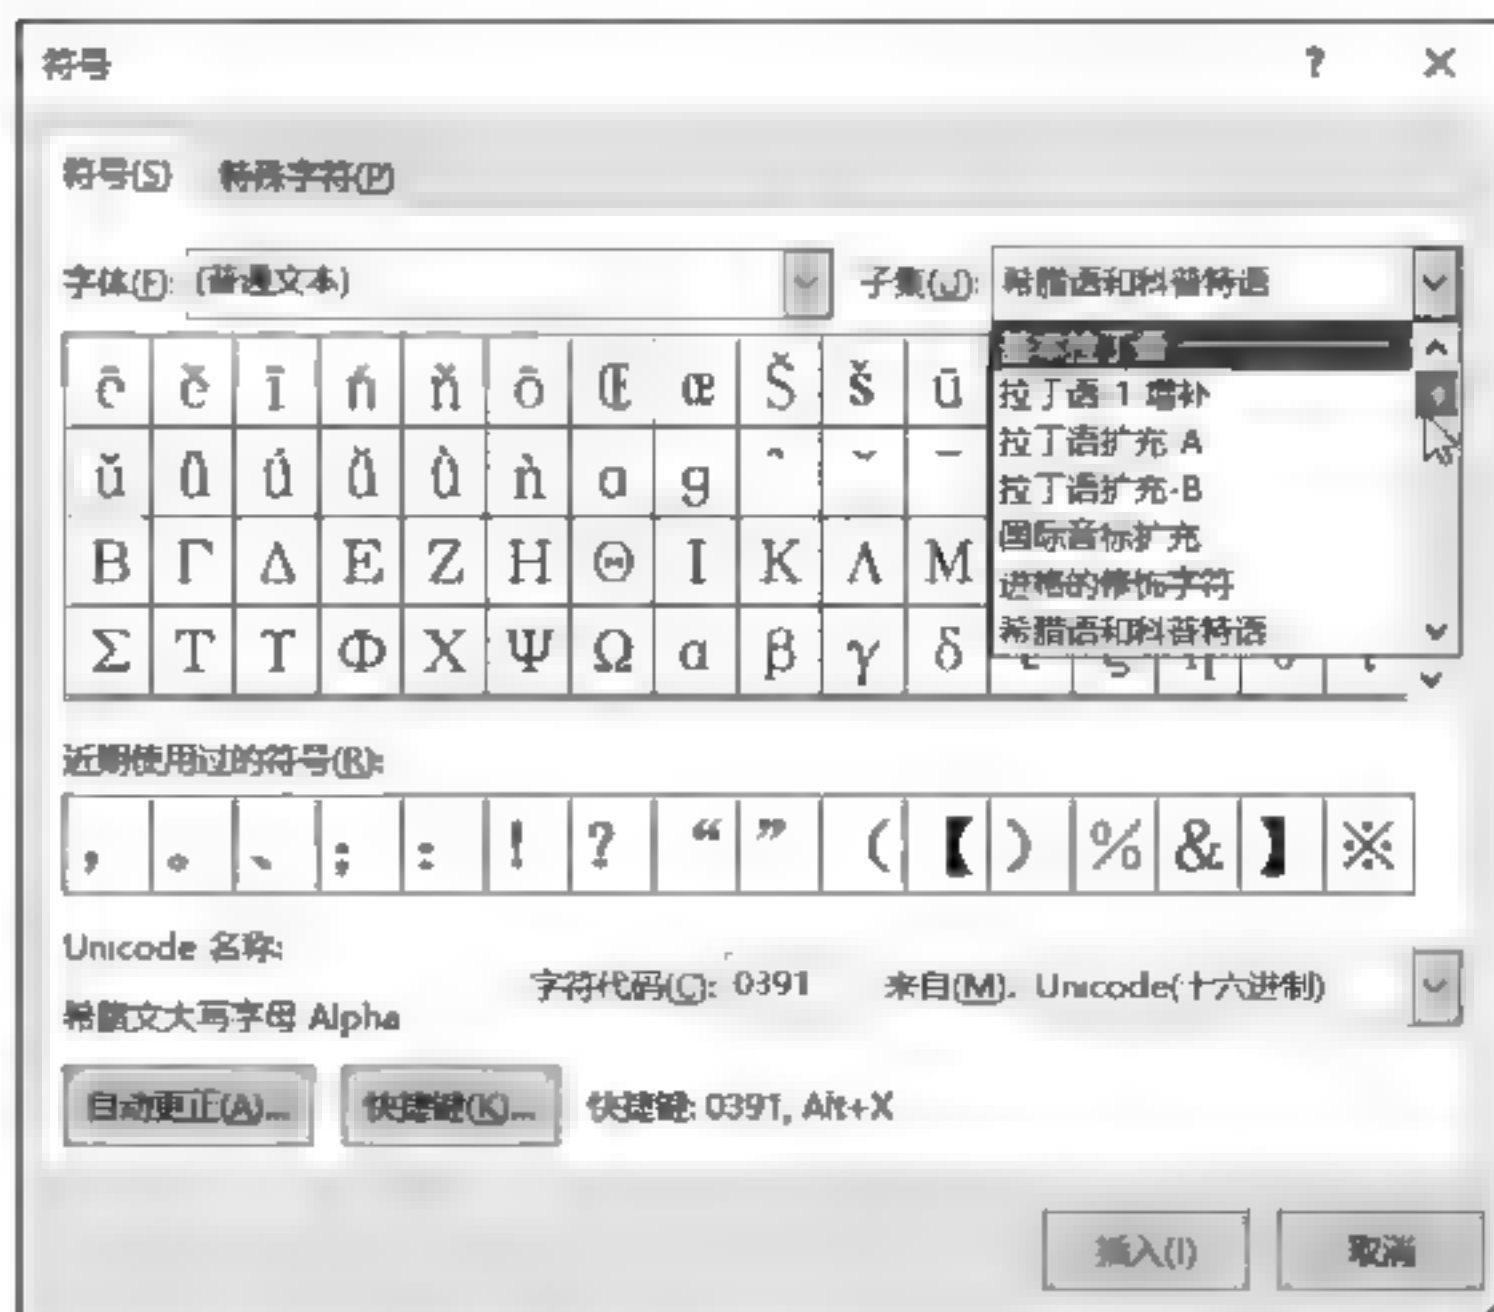 符号 ? ×
符号(S) 特殊字符(P)
字体(F): (普通文本) 子集(U): 希腊语和科普特语
基本拉丁语
拉丁语 1 增补
拉丁语扩充 A
拉丁语扩充-B
国际音标扩充
进格的修饰字符
希腊语和科普特语
ē ě ī ń ň ō Œ œ Š š ū
ǔ ǖ ǘ ǚ ǜ ǹ ɑ ɡ ˆ ˇ ˉ
Β Γ Δ Ε Ζ Η Θ Ι Κ Λ Μ
Σ Τ Υ Φ Χ Ψ Ω α β γ δ
近期使用过的符号(R):
, 。 、 ; : ! ? “ ” ( 【 ) % & 】 ※
Unicode 名称:
希腊文大写字母 Alpha
字符代码(C): 0391 来自(M). Unicode(十六进制)
自动更正(A)... 快捷键(K)... 快捷键: 0391, Alt+X
插入(I) 取消